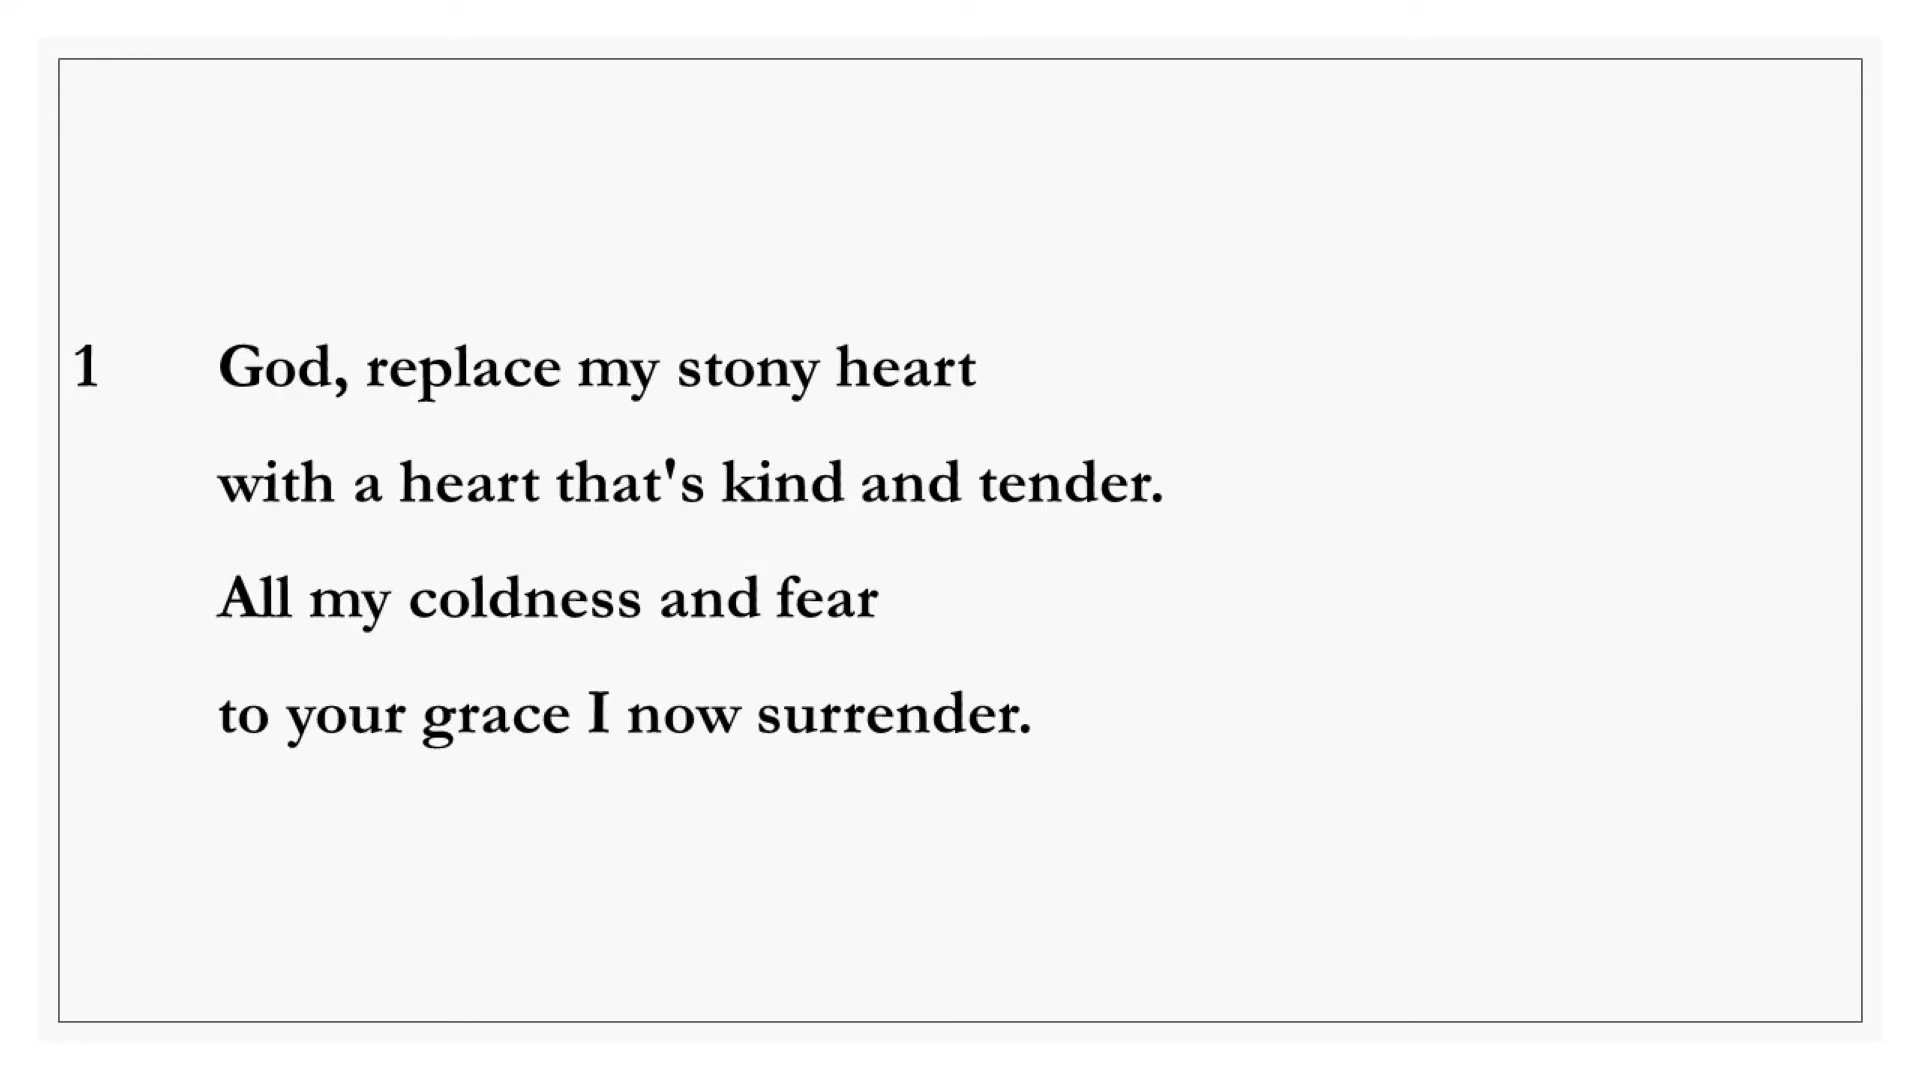 1 God, replace my stony heart
with a heart that's kind and tender.
All my coldness and fear
to your grace I now surrender.